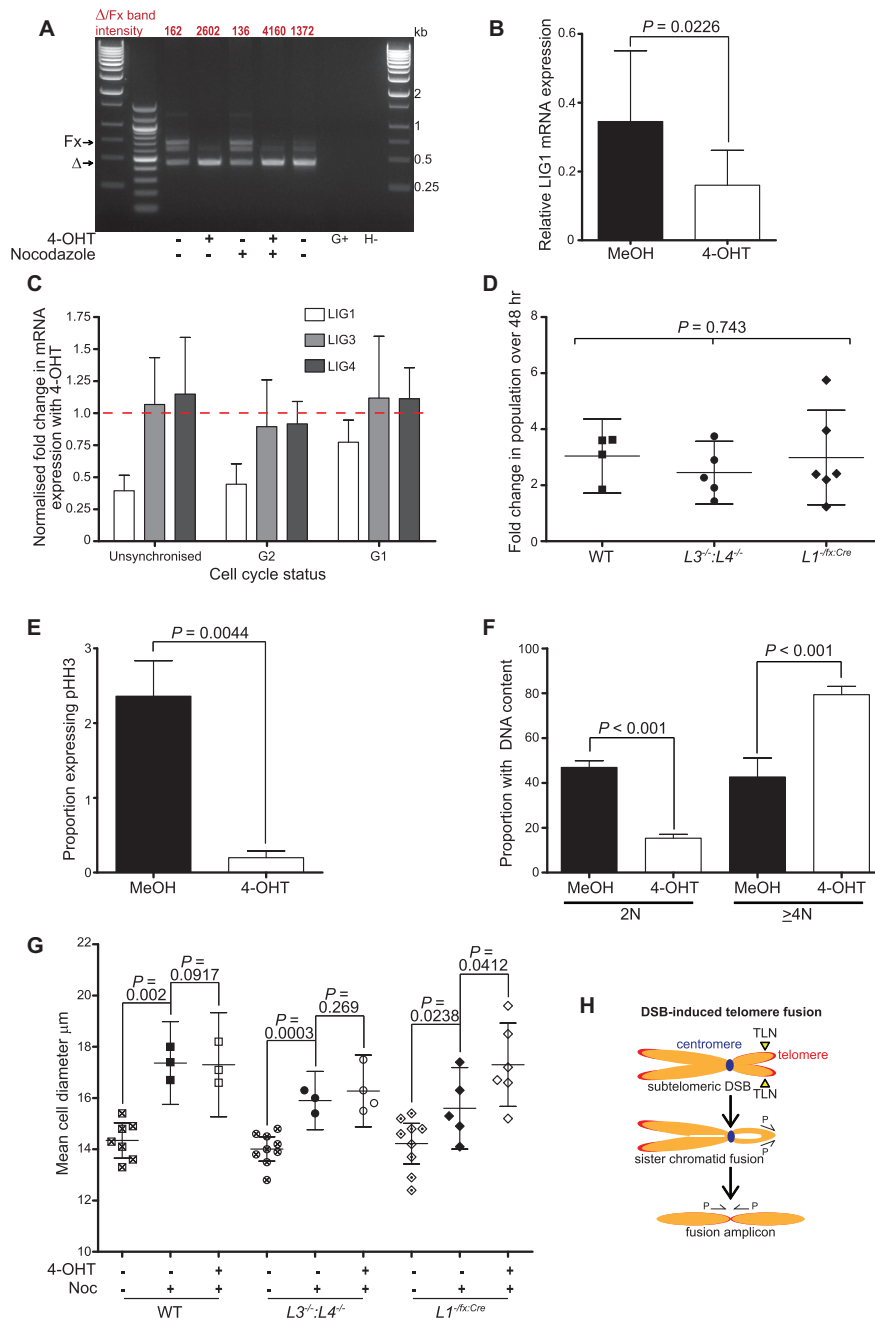 A
Δ/Fx band
intensity
162 2602 136 4160 1372
kb
2
1
0.5
0.25
Fx→
Δ→
4-OHT - + - + - G+ H-
Nocodazole - - + + -
B
P = 0.0226
Relative LIG1 mRNA expression
0.6
0.4
0.2
0
MeOH 4-OHT
C
Normalised fold change in mRNA
expression with 4-OHT
1.75
1.5
1.25
1.0
0.75
0.5
0.25
0
LIG1
LIG3
LIG4
Unsynchronised G2 G1
Cell cycle status
D
P = 0.743
Fold change in population over 48 hr
8
6
4
2
0
WT L3-/-:L4-/- L1-/fx:Cre
E
P = 0.0044
Proportion expressing pHH3
3
2
1
0
MeOH 4-OHT
F
Proportion with DNA content
100
80
60
40
20
0
P < 0.001
P < 0.001
MeOH 4-OHT MeOH 4-OHT
2N ≥4N
G
Mean cell diameter µm
22
20
18
16
14
12
10
P =
0.002
P =
0.0917
P =
0.0003
P =
0.269
P =
0.0238
P =
0.0412
4-OHT - - + - - + - - +
Noc - + + - + + - + +
WT L3-/-:L4-/- L1-/fx:Cre
H
DSB-induced telomere fusion
TLN
centromere
telomere
subtelomeric DSB
TLN
P
P
sister chromatid fusion
P P
fusion amplicon